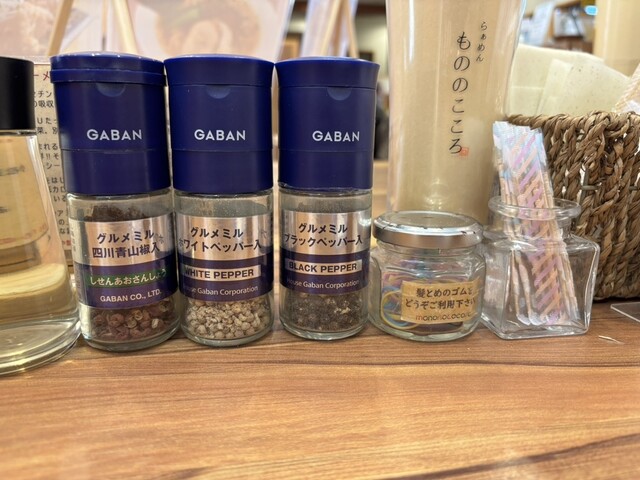 GABAN
グルメミル
四川青山椒入
しせんあおさんしょう
GABAN CO., LTD.
GABAN
グルメミル
ホワイトペッパー入
WHITE PEPPER
House Gaban Corporation
GABAN
グルメミル
ブラックペッパー入
BLACK PEPPER
House Gaban Corporation
らぁめん
もののこころ
髪どめのゴムを
どうぞご利用下さい